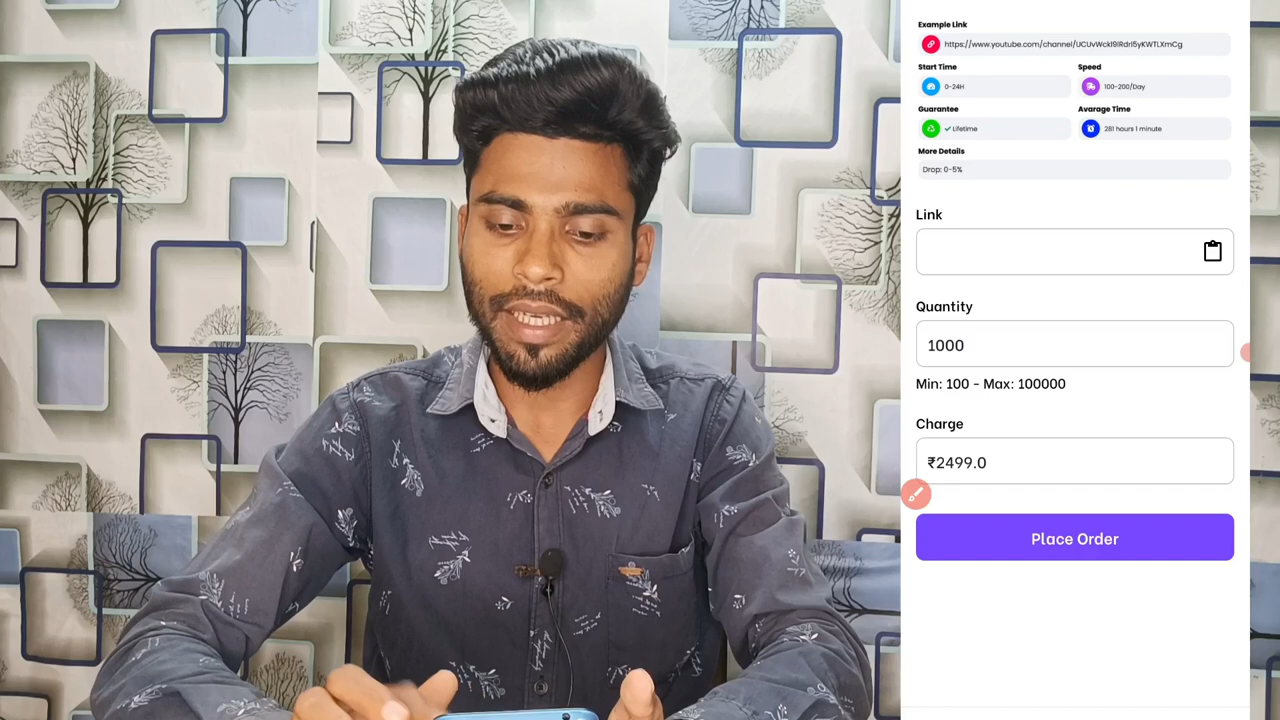 Example Link
https://www.youtube.com/channel/UCUvWckl9lRdrl5yKWTLXmCg
Start Time
Speed
0-24H
100-200/Day
Guarantee
Avarage Time
✓ Lifetime
281 hours 1 minute
More Details
Drop: 0-5%
Link
Quantity
1000
Min: 100 - Max: 100000
Charge
₹2499.0
Place Order